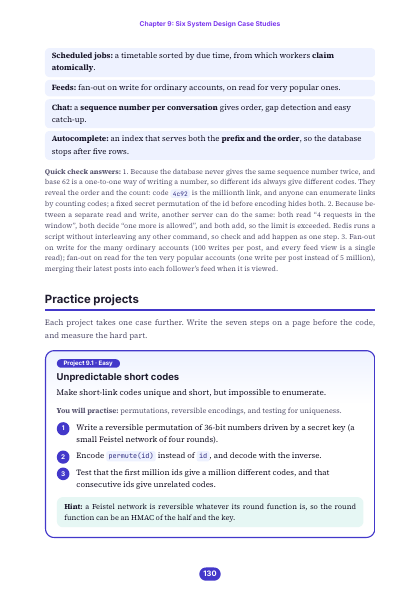 Chapter 9: Six System Design Case Studies
Scheduled jobs: a timetable sorted by due time, from which workers claim
atomically.
Feeds: fan-out on write for ordinary accounts, on read for very popular ones.
Chat: a sequence number per conversation gives order, gap detection and easy
catch-up.
Autocomplete: an index that serves both the prefix and the order, so the database
stops after five rows.
Quick check answers: 1. Because the database never gives the same sequence number twice, and
base 62 is a one-to-one way of writing a number, so different ids always give different codes. They
reveal the order and the count: code 4c92 is the millionth link, and anyone can enumerate links
by counting codes; a fixed secret permutation of the id before encoding hides both. 2. Because be-
tween a separate read and write, another server can do the same: both read “4 requests in the
window”, both decide “one more is allowed”, and both add, so the limit is exceeded. Redis runs a
script without interleaving any other command, so check and add happen as one step. 3. Fan-out
on write for the many ordinary accounts (100 writes per post, and every feed view is a single
read); fan-out on read for the ten very popular accounts (one write per post instead of 5 million),
merging their latest posts into each follower's feed when it is viewed.
Practice projects
Each project takes one case further. Write the seven steps on a page before the code,
and measure the hard part.
Project 9.1 · Easy
Unpredictable short codes
Make short-link codes unique and short, but impossible to enumerate.
You will practise: permutations, reversible encodings, and testing for uniqueness.
1 Write a reversible permutation of 36-bit numbers driven by a secret key (a
small Feistel network of four rounds).
2 Encode permute(id) instead of id, and decode with the inverse.
3 Test that the first million ids give a million different codes, and that
consecutive ids give unrelated codes.
Hint: a Feistel network is reversible whatever its round function is, so the round
function can be an HMAC of the half and the key.
130